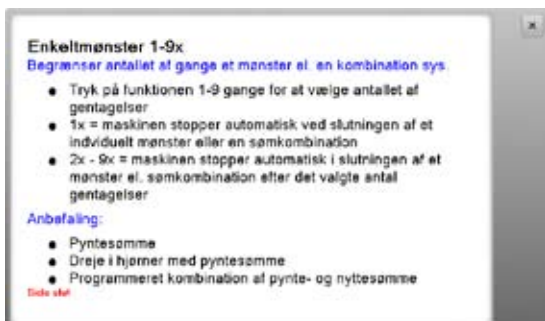 Enkeltmønster 1-9x
Begrænser antallet af gange et mønster el. en kombination sys
● Tryk på funktionen 1-9 gange for at vælge antallet af
gentagelser
● 1x = maskinen stopper automatisk ved slutningen af et
indviduelt mønster eller en sømkombination
● 2x - 9x = maskinen stopper automatisk i slutningen af et
mønster el. sømkombination efter det valgte antal
gentagelser
Anbefaling:
● Pyntesømme
● Dreje i hjørner med pyntesømme
● Programmeret kombination af pynte- og nyttesømme
Side slut